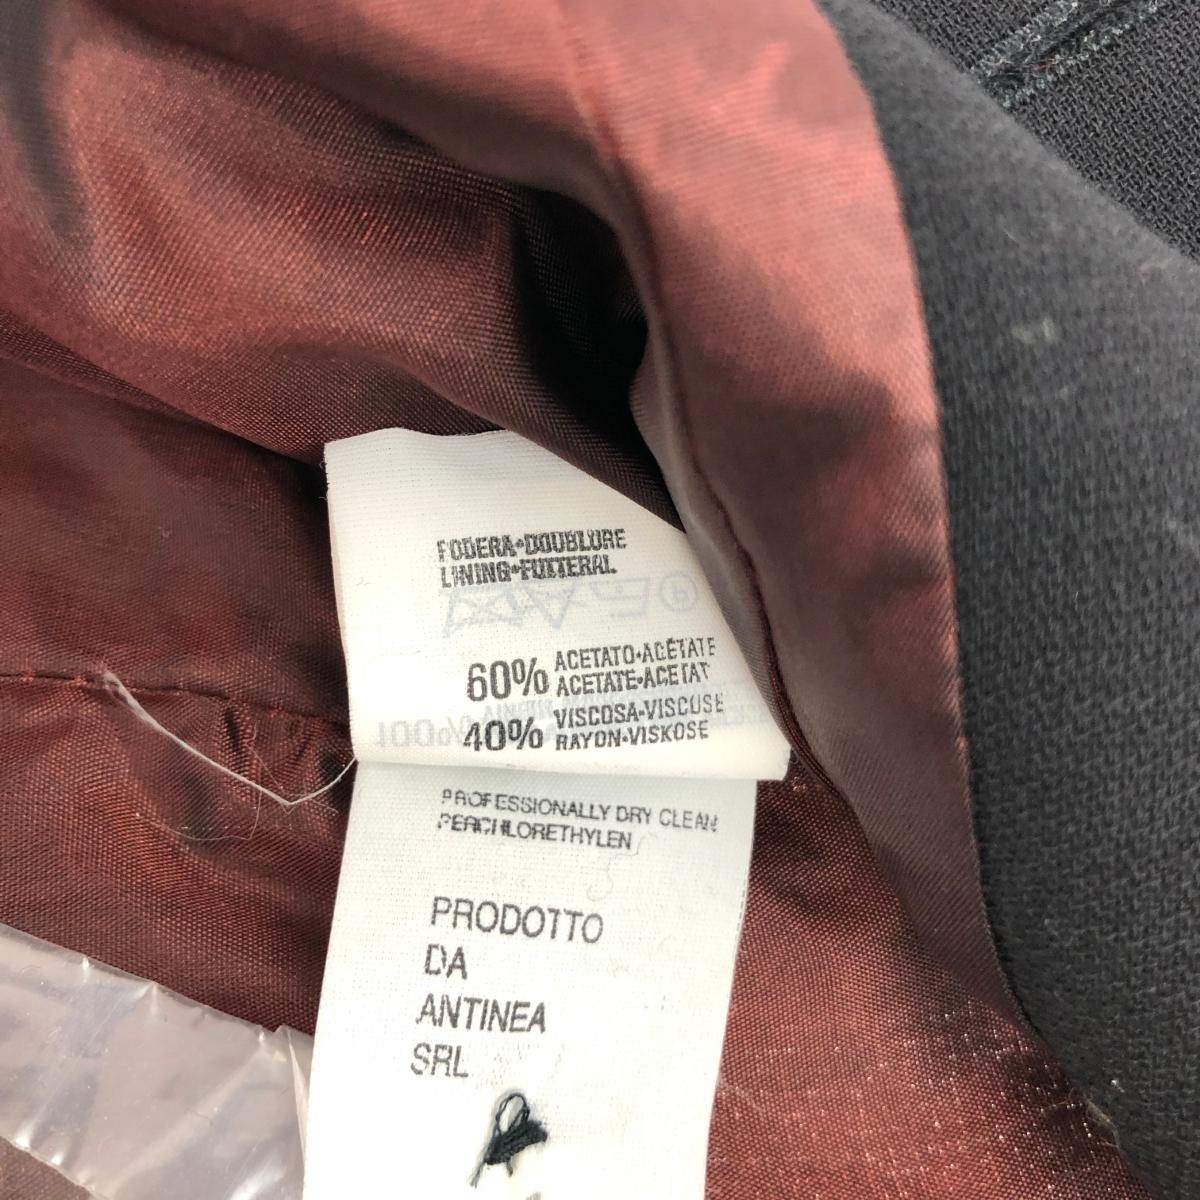 FODERA•DOUBLURE
LINING•FUTTERAL
60% ACETATO•ACÉTATE
ACETATE•ACETAT
40% VISCOSA•VISCOSE
RAYON•VISKOSE
PROFESSIONALLY DRY CLEAN
PERCHLORETHYLEN
PRODOTTO
DA
ANTINEA
SRL